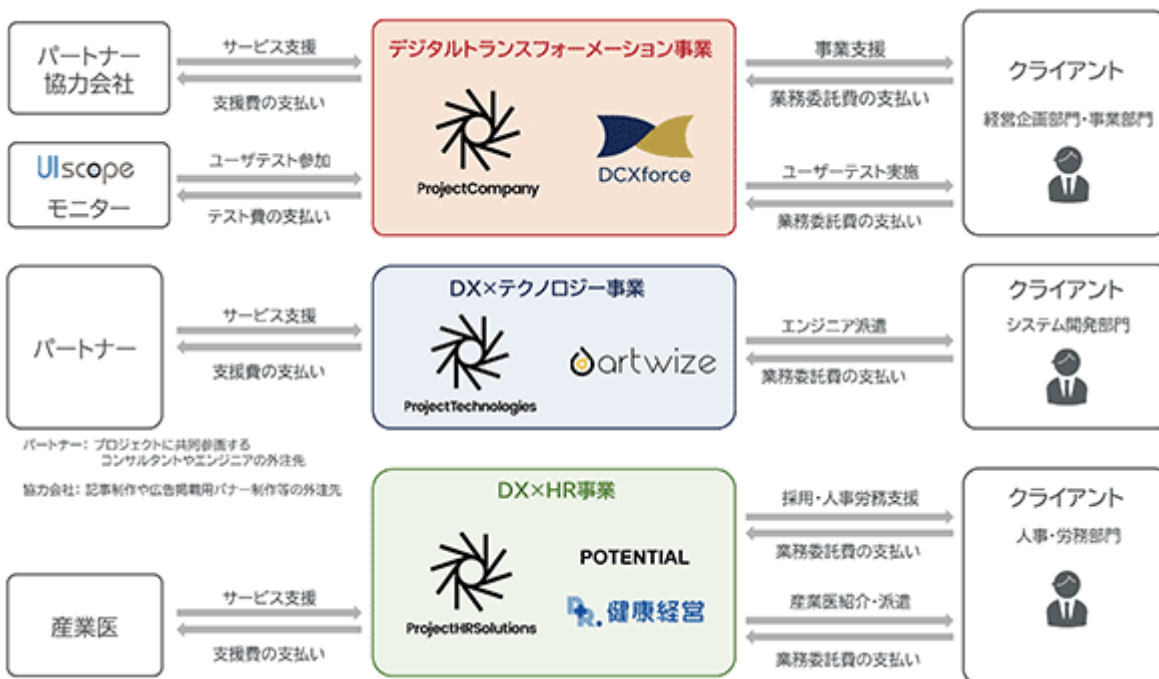 パートナー
協力会社
サービス支援
支援費の支払い
デジタルトランスフォーメーション事業
ProjectCompany
DCXforce
事業支援
業務委託費の支払い
クライアント
経営企画部門・事業部門
UIscope
モニター
ユーザテスト参加
テスト費の支払い
ユーザーテスト実施
業務委託費の支払い
パートナー
サービス支援
支援費の支払い
DX×テクノロジー事業
ProjectTechnologies
artwize
エンジニア派遣
業務委託費の支払い
クライアント
システム開発部門
パートナー： プロジェクトに共同参画する
コンサルタントやエンジニアの外注先
協力会社： 記事制作や広告掲載用バナー制作等の外注先
産業医
サービス支援
支援費の支払い
DX×HR事業
ProjectHRSolutions
POTENTIAL
DR.健康経営
採用・人事労務支援
業務委託費の支払い
産業医紹介・派遣
業務委託費の支払い
クライアント
人事・労務部門